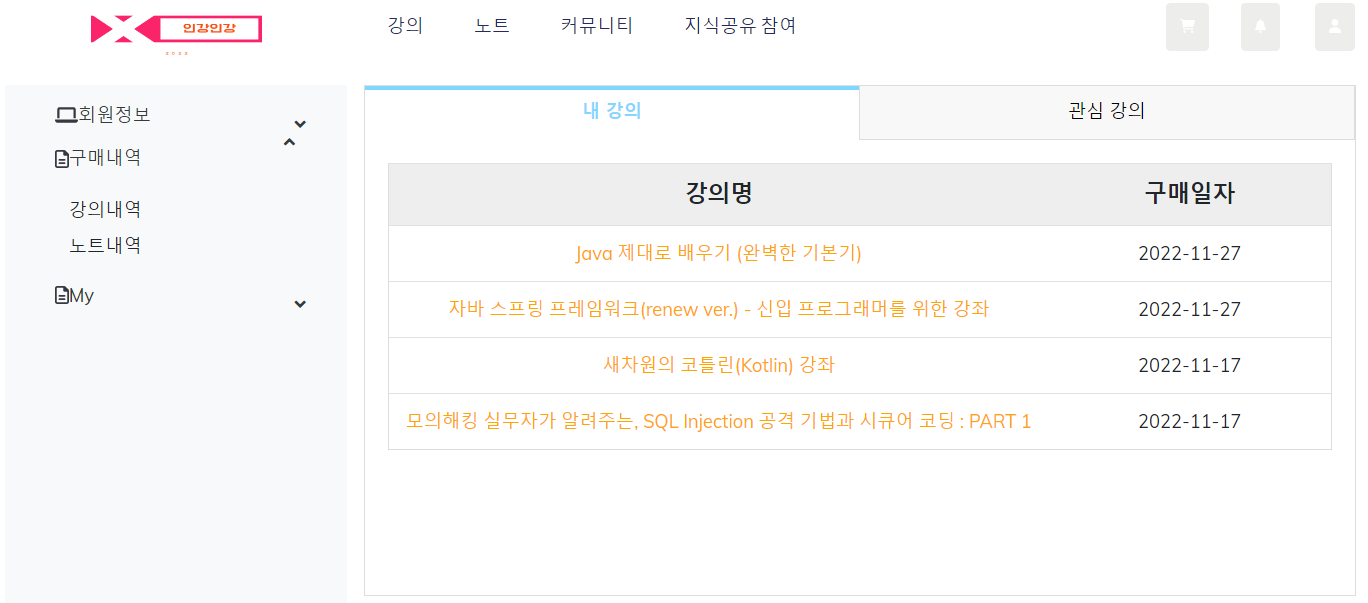 인강인강
2022
강의 노트 커뮤니티 지식공유 참여
회원정보
구매내역
강의내역
노트내역
My
내 강의 관심 강의
강의명 구매일자
Java 제대로 배우기 (완벽한 기본기) 2022-11-27
자바 스프링 프레임워크(renew ver.) - 신입 프로그래머를 위한 강좌 2022-11-27
새차원의 코틀린(Kotlin) 강좌 2022-11-17
모의해킹 실무자가 알려주는, SQL Injection 공격 기법과 시큐어 코딩 : PART 1 2022-11-17